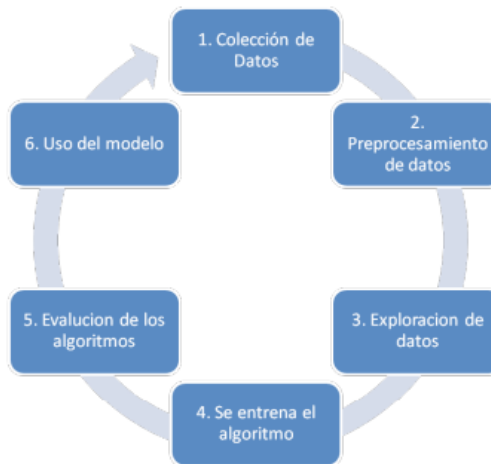 1. Colección de
Datos
2.
Preprocesamiento
de datos
3. Exploracion de
datos
4. Se entrena el
algoritmo
5. Evalucion de los
algoritmos
6. Uso del modelo